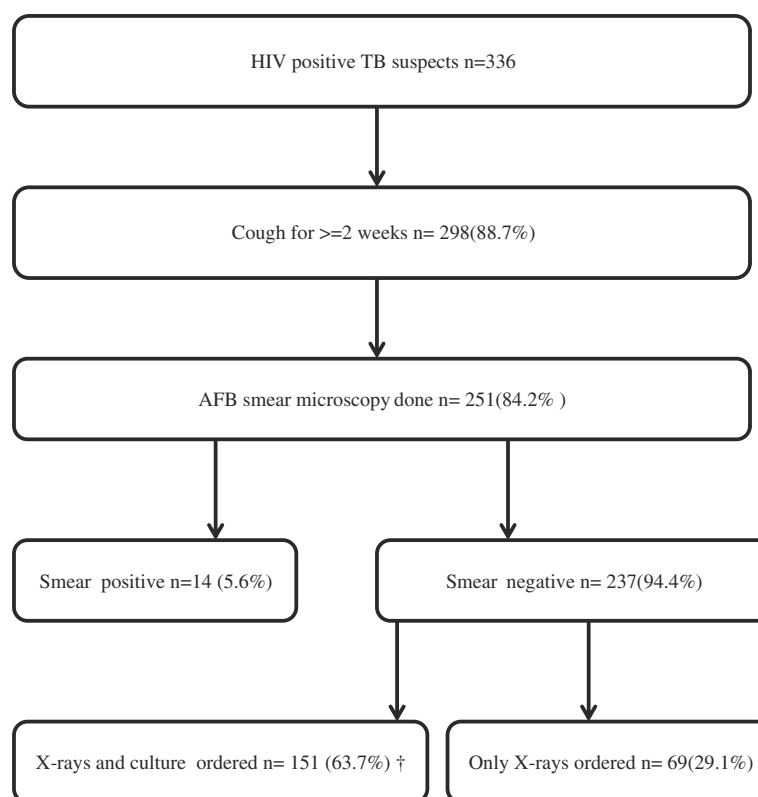 HIV positive TB suspects n=336
Cough for >=2 weeks n= 298(88.7%)
AFB smear microscopy done n= 251(84.2% )
Smear positive n=14 (5.6%)
Smear negative n= 237(94.4%)
X-rays and culture ordered n= 151 (63.7%) †
Only X-rays ordered n= 69(29.1%)